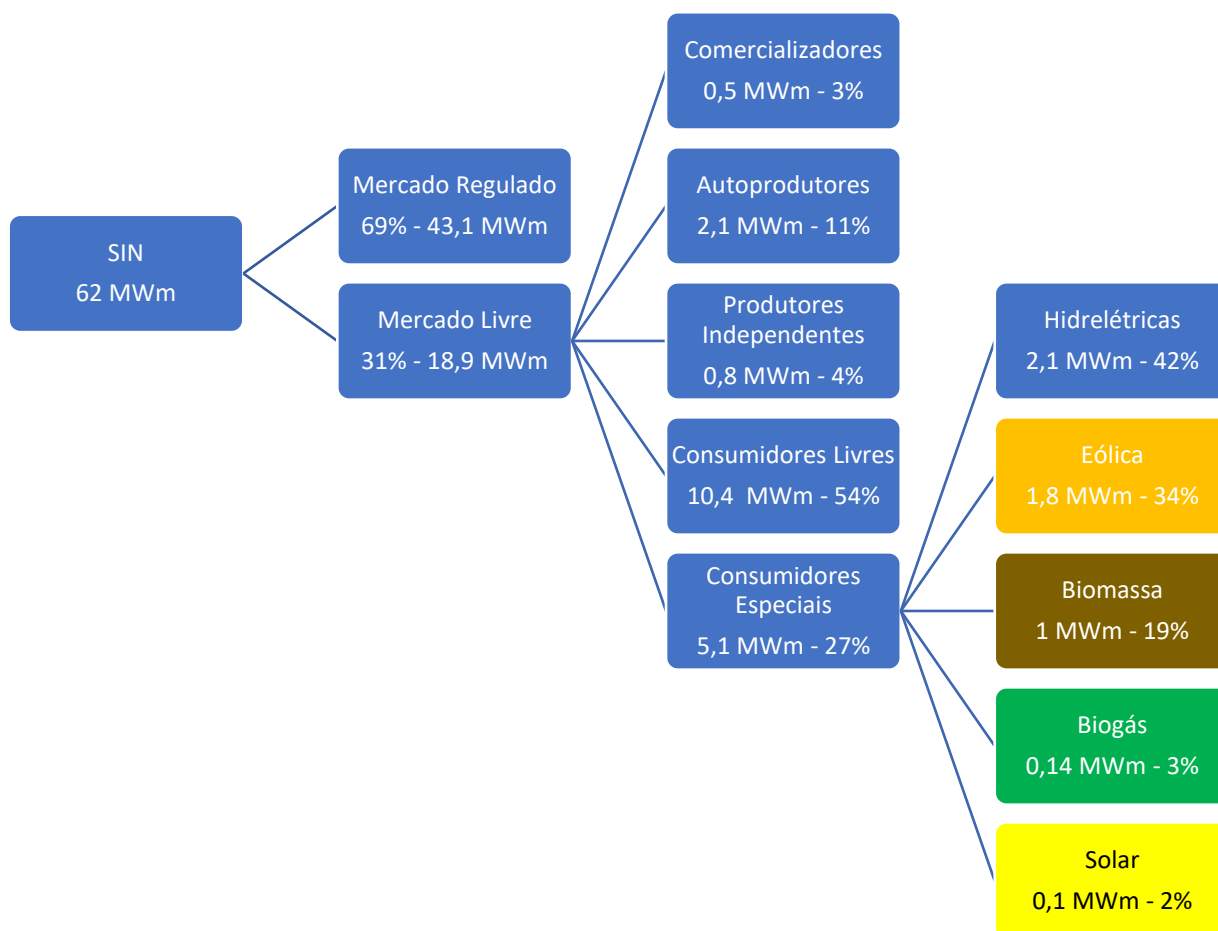 SIN
62 MWm
Mercado Regulado
69% - 43,1 MWm
Mercado Livre
31% - 18,9 MWm
Comercializadores
0,5 MWm - 3%
Autoprodutores
2,1 MWm - 11%
Produtores
Independentes
0,8 MWm - 4%
Consumidores Livres
10,4 MWm - 54%
Consumidores
Especiais
5,1 MWm - 27%
Hidrelétricas
2,1 MWm - 42%
Eólica
1,8 MWm - 34%
Biomassa
1 MWm - 19%
Biogás
0,14 MWm - 3%
Solar
0,1 MWm - 2%